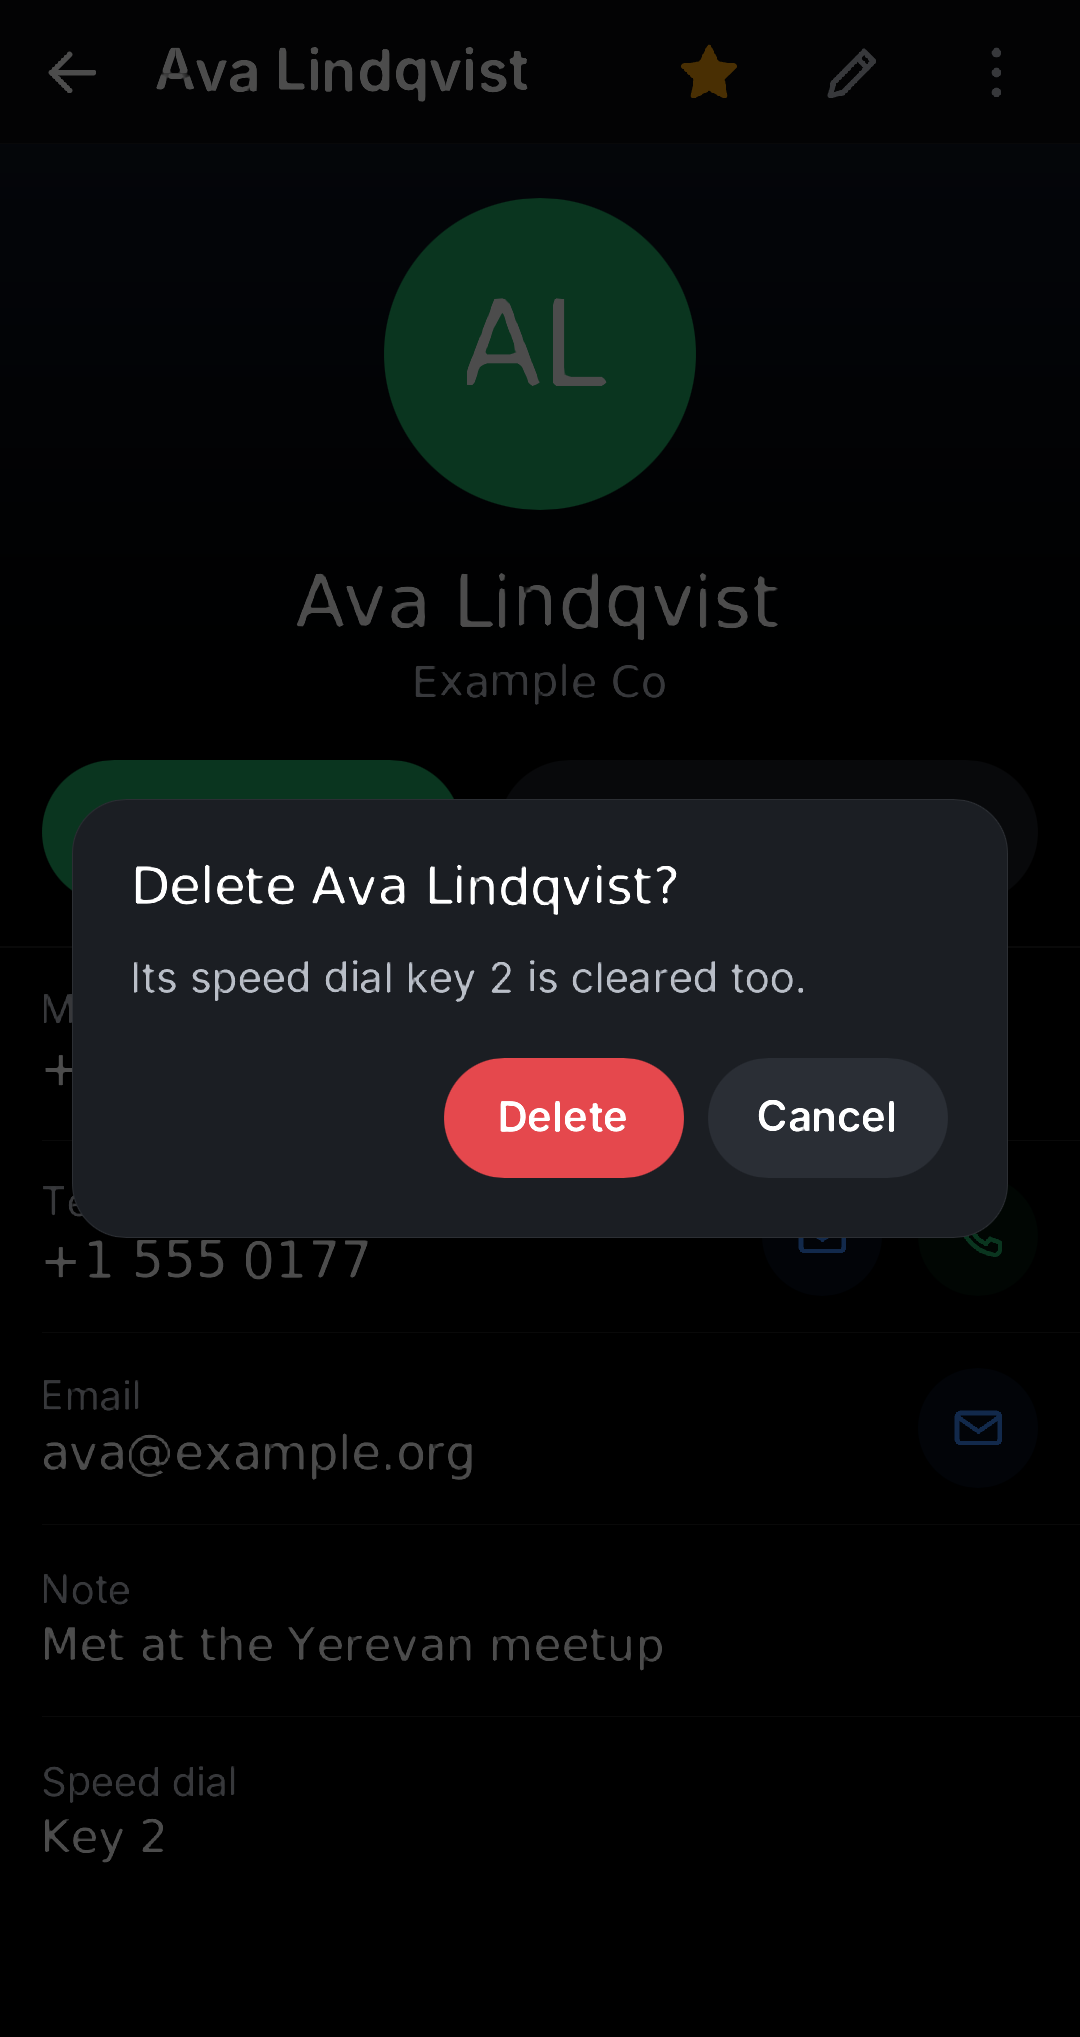 Ava Lindqvist
AL
Ava Lindqvist
Example Co
Delete Ava Lindqvist?
Its speed dial key 2 is cleared too.
Delete
Cancel
+1 555 0177
Email
ava@example.org
Note
Met at the Yerevan meetup
Speed dial
Key 2